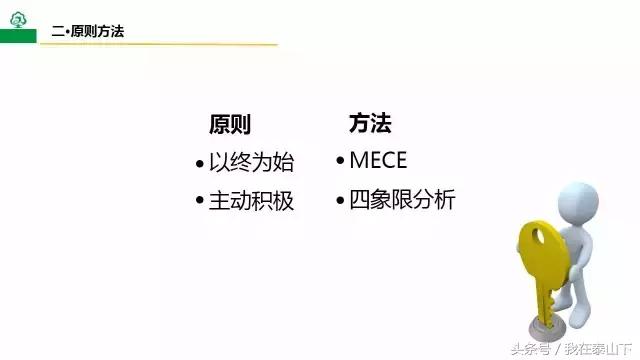 二•原则方法
原则
•以终为始
•主动积极
方法
•MECE
•四象限分析
头条号 / 我在泰山下